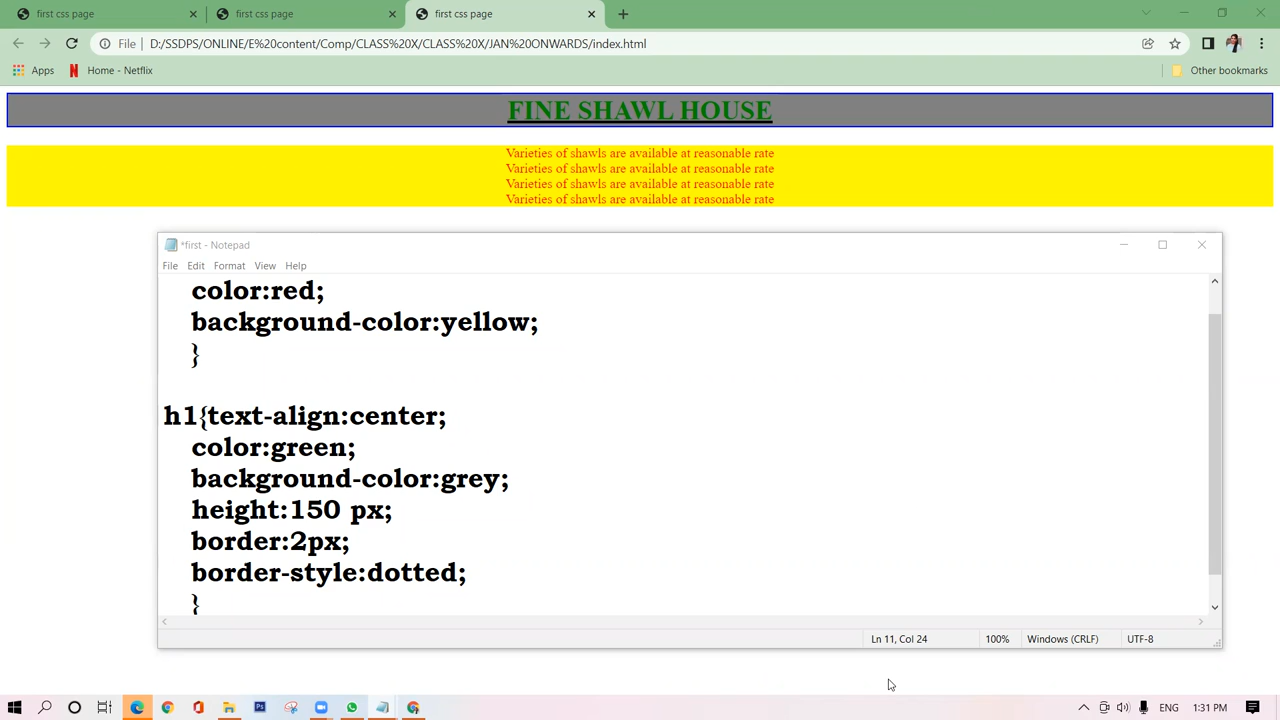 first css page
first css page
first css page
File
D:/SSDPS/ONLINE/E%20content/Comp/CLASS%20X/CLASS%20X/JAN%20ONWARDS/index.html
Apps
Home - Netflix
Other bookmarks
FINE SHAWL HOUSE
Varieties of shawls are available at reasonable rate
Varieties of shawls are available at reasonable rate
Varieties of shawls are available at reasonable rate
Varieties of shawls are available at reasonable rate
*first - Notepad
File Edit Format View Help
color:red;
background-color:yellow;
}
h1{text-align:center;
color:green;
background-color:grey;
height:150 px;
border:2px;
border-style:dotted;
}
Ln 11, Col 24
100%
Windows (CRLF)
UTF-8
ENG
1:31 PM